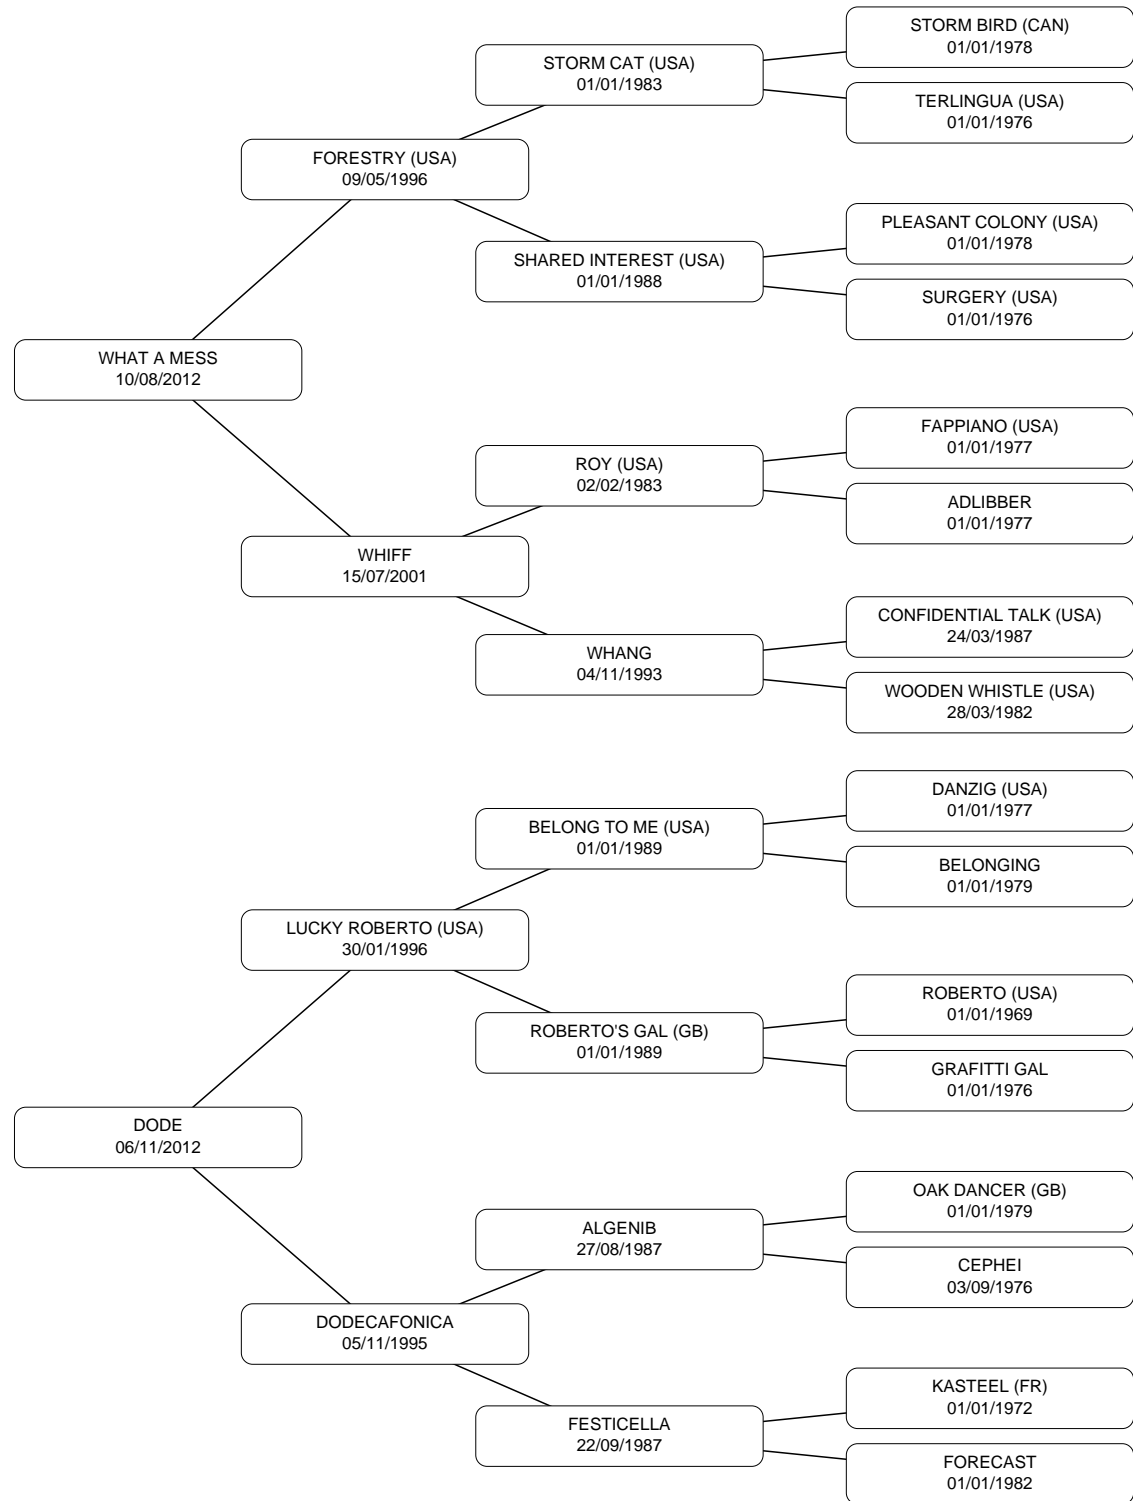 STORM BIRD (CAN)
01/01/1978
STORM CAT (USA)
01/01/1983
TERLINGUA (USA)
01/01/1976
FORESTRY (USA)
09/05/1996
PLEASANT COLONY (USA)
01/01/1978
SHARED INTEREST (USA)
01/01/1988
SURGERY (USA)
01/01/1976
WHAT A MESS
10/08/2012
FAPPIANO (USA)
01/01/1977
ROY (USA)
02/02/1983
ADLIBBER
01/01/1977
WHIFF
15/07/2001
CONFIDENTIAL TALK (USA)
24/03/1987
WHANG
04/11/1993
WOODEN WHISTLE (USA)
28/03/1982
DANZIG (USA)
01/01/1977
BELONG TO ME (USA)
01/01/1989
BELONGING
01/01/1979
LUCKY ROBERTO (USA)
30/01/1996
ROBERTO (USA)
01/01/1969
ROBERTO'S GAL (GB)
01/01/1989
GRAFITTI GAL
01/01/1976
DODE
06/11/2012
OAK DANCER (GB)
01/01/1979
ALGENIB
27/08/1987
CEPHEI
03/09/1976
DODECAFONICA
05/11/1995
KASTEEL (FR)
01/01/1972
FESTICELLA
22/09/1987
FORECAST
01/01/1982